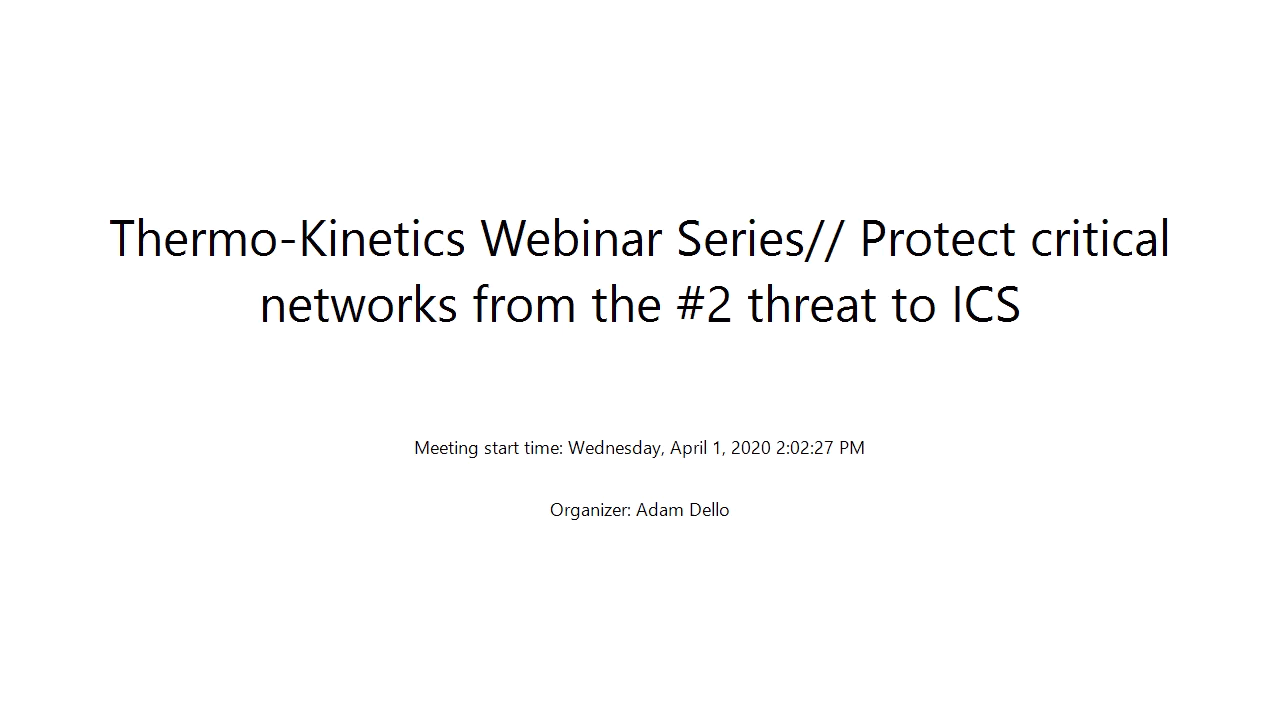 Thermo-Kinetics Webinar Series// Protect critical
networks from the #2 threat to ICS
Meeting start time: Wednesday, April 1, 2020 2:02:27 PM
Organizer: Adam Dello